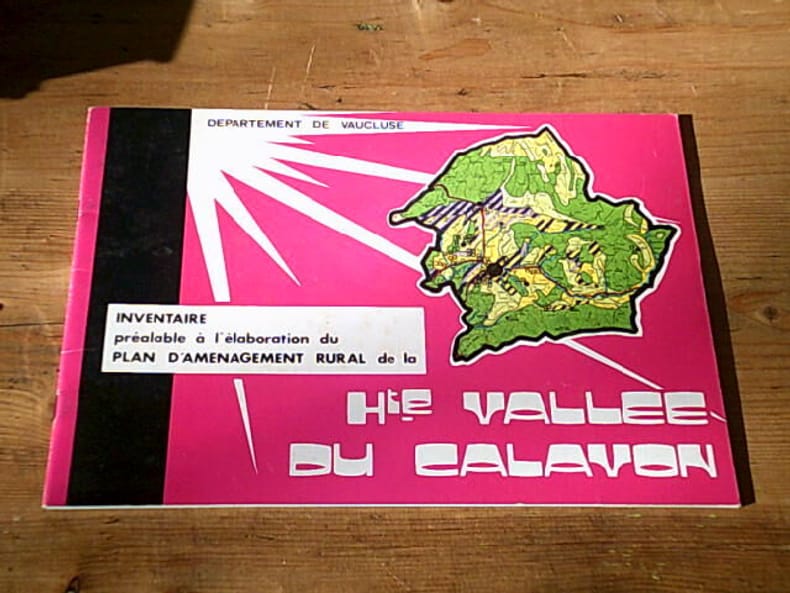 DEPARTEMENT DE VAUCLUSE
INVENTAIRE
préalable à l'élaboration du
PLAN D'AMENAGEMENT RURAL de la
Hte VALLEE
DU CALAVON